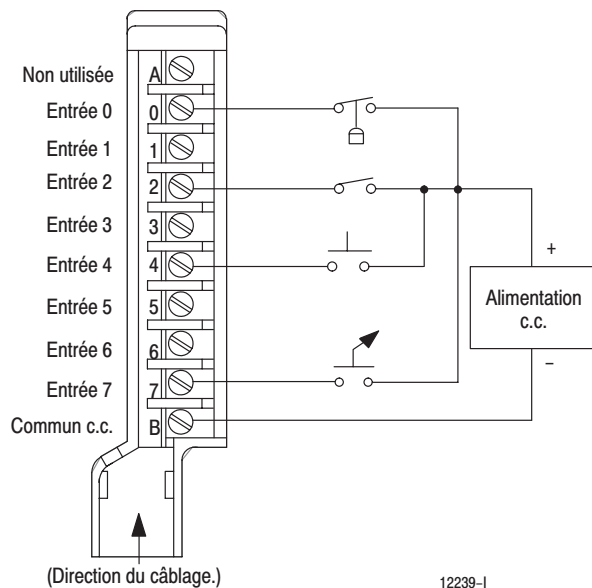 Non utilisée A
Entrée 0 0
Entrée 1 1
Entrée 2 2
Entrée 3 3
Entrée 4 4
Entrée 5 5
Entrée 6 6
Entrée 7 7
Commun c.c. B
+
Alimentation
c.c.
–
(Direction du câblage.)
12239–I